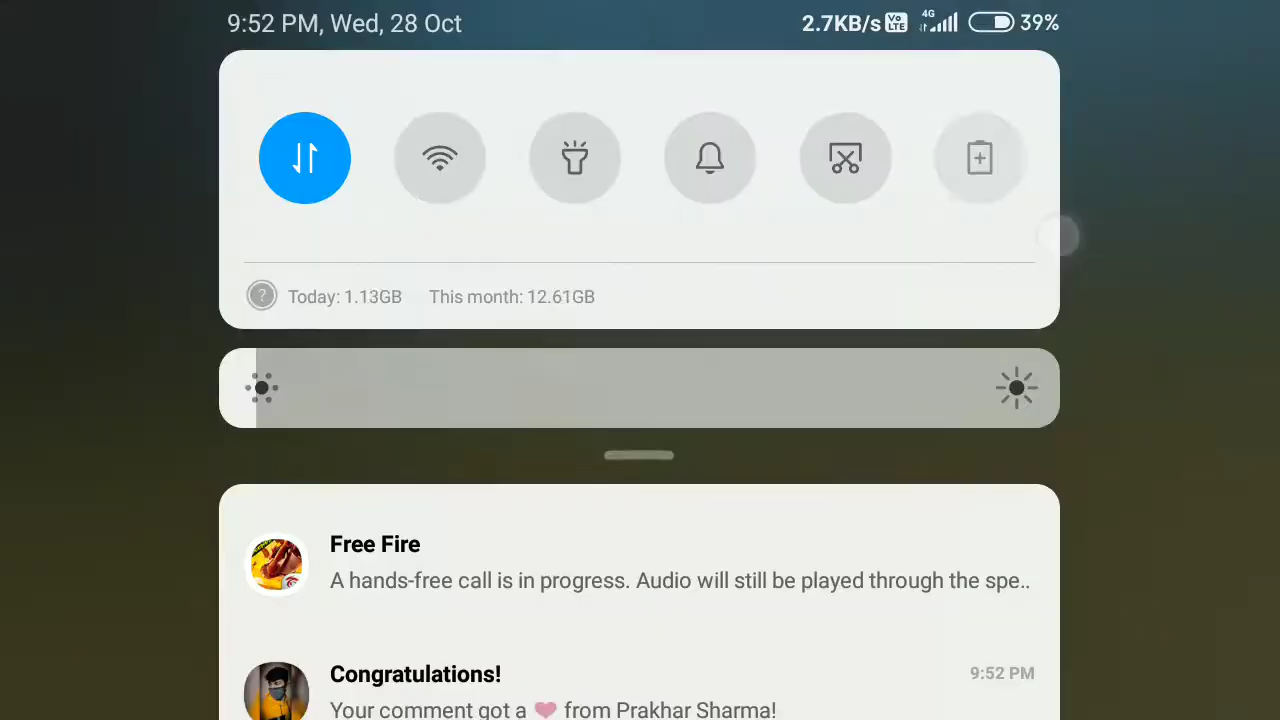 9:52 PM, Wed, 28 Oct 2.7KB/s Vo LTE 4G 39%
Today: 1.13GB This month: 12.61GB
Free Fire
A hands-free call is in progress. Audio will still be played through the spe..
Congratulations! 9:52 PM
Your comment got a ❤ from Prakhar Sharma!